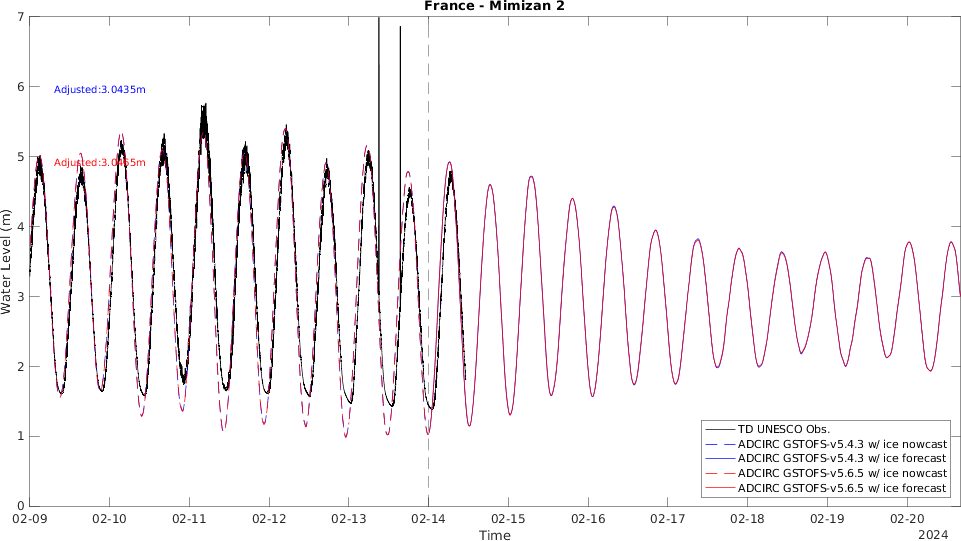 France - Mimizan 2
7
6
5
4
3
2
1
0
Water Level (m)
Adjusted:3.0435m
Adjusted:3.0465m
TD UNESCO Obs.
ADCIRC GSTOFS-v5.4.3 w/ ice nowcast
ADCIRC GSTOFS-v5.4.3 w/ ice forecast
ADCIRC GSTOFS-v5.6.5 w/ ice nowcast
ADCIRC GSTOFS-v5.6.5 w/ ice forecast
02-09 02-10 02-11 02-12 02-13 02-14 02-15 02-16 02-17 02-18 02-19 02-20
Time
2024